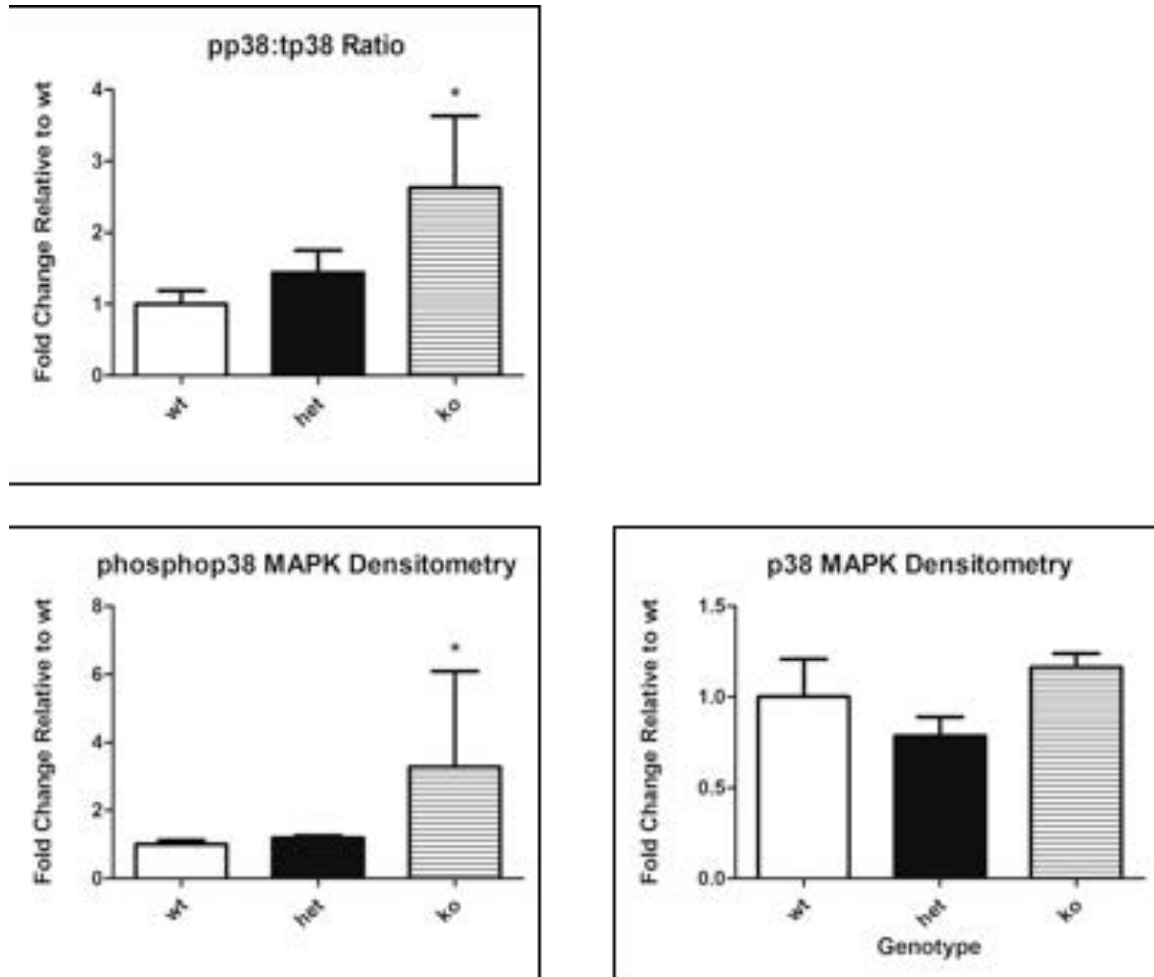 pp38:tp38 Ratio
Fold Change Relative to wt
4
3
2
1
0
*
wt
het
ko
phosphop38 MAPK Densitometry
Fold Change Relative to wt
8
6
4
2
0
*
wt
het
ko
p38 MAPK Densitometry
Fold Change Relative to wt
1.5
1.0
0.5
0.0
wt
het
ko
Genotype